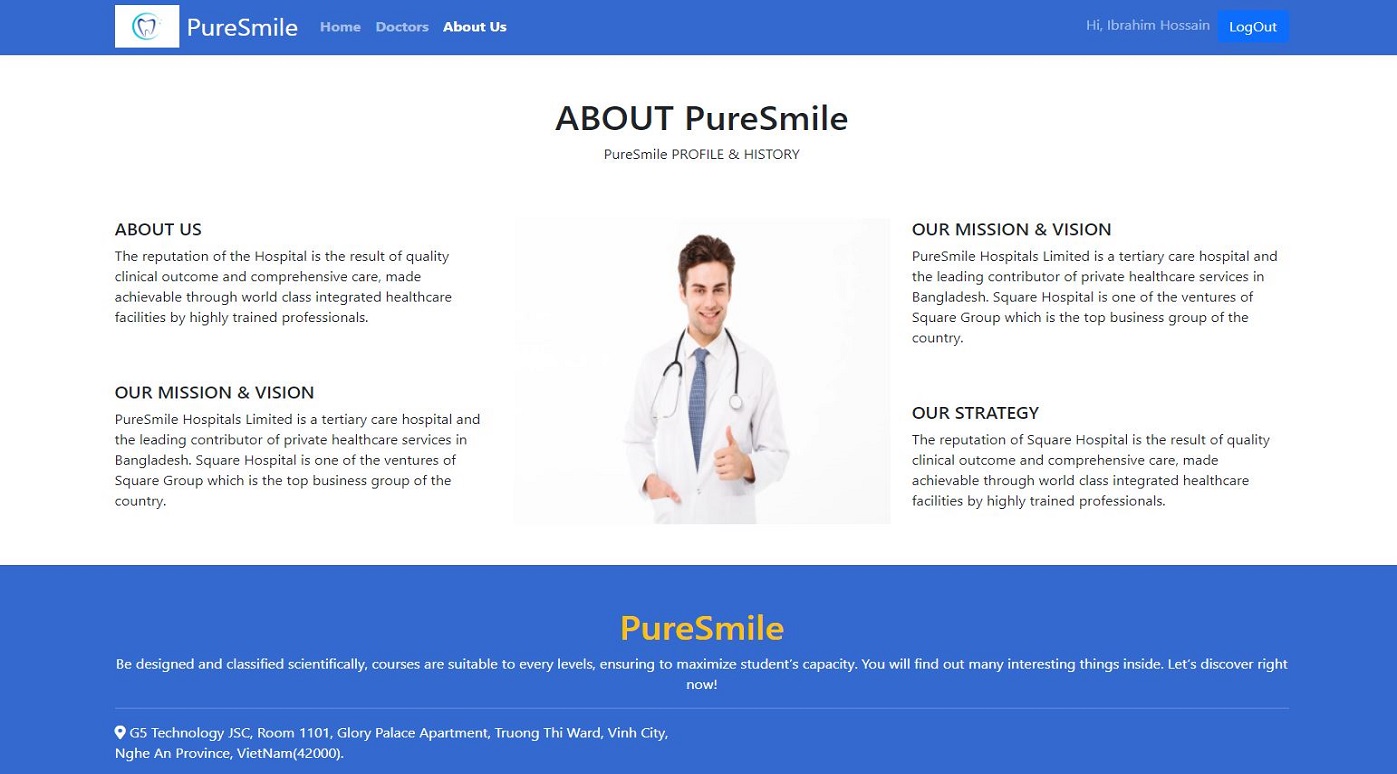 PureSmile
Home
Doctors
About Us
Hi, Ibrahim Hossain
LogOut
ABOUT PureSmile
PureSmile PROFILE & HISTORY
ABOUT US
The reputation of the Hospital is the result of quality
clinical outcome and comprehensive care, made
achievable through world class integrated healthcare
facilities by highly trained professionals.
OUR MISSION & VISION
PureSmile Hospitals Limited is a tertiary care hospital and
the leading contributor of private healthcare services in
Bangladesh. Square Hospital is one of the ventures of
Square Group which is the top business group of the
country.
OUR MISSION & VISION
PureSmile Hospitals Limited is a tertiary care hospital and
the leading contributor of private healthcare services in
Bangladesh. Square Hospital is one of the ventures of
Square Group which is the top business group of the
country.
OUR STRATEGY
The reputation of Square Hospital is the result of quality
clinical outcome and comprehensive care, made
achievable through world class integrated healthcare
facilities by highly trained professionals.
PureSmile
Be designed and classified scientifically, courses are suitable to every levels, ensuring to maximize student's capacity. You will find out many interesting things inside. Let's discover right
now!
G5 Technology JSC, Room 1101, Glory Palace Apartment, Truong Thi Ward, Vinh City,
Nghe An Province, VietNam(42000).